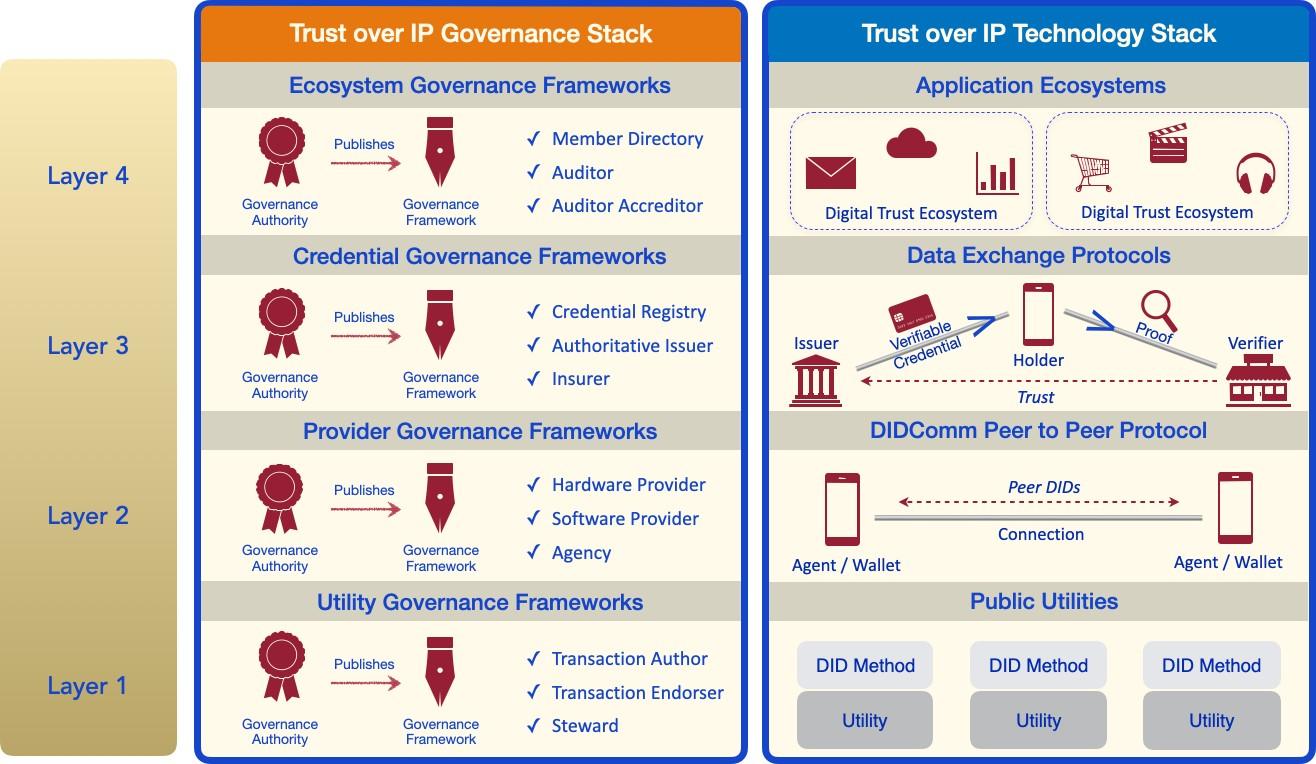 Trust over IP Governance Stack
Trust over IP Technology Stack
Layer 4
Ecosystem Governance Frameworks
Publishes
Governance
Authority
Governance
Framework
✓ Member Directory
✓ Auditor
✓ Auditor Accreditor
Application Ecosystems
Digital Trust Ecosystem
Digital Trust Ecosystem
Layer 3
Credential Governance Frameworks
Publishes
Governance
Authority
Governance
Framework
✓ Credential Registry
✓ Authoritative Issuer
✓ Insurer
Data Exchange Protocols
Issuer
Verifiable
Credential
Holder
Proof
Verifier
Trust
Layer 2
Provider Governance Frameworks
Publishes
Governance
Authority
Governance
Framework
✓ Hardware Provider
✓ Software Provider
✓ Agency
DIDComm Peer to Peer Protocol
Peer DIDs
Connection
Agent / Wallet
Agent / Wallet
Layer 1
Utility Governance Frameworks
Publishes
Governance
Authority
Governance
Framework
✓ Transaction Author
✓ Transaction Endorser
✓ Steward
Public Utilities
DID Method
DID Method
DID Method
Utility
Utility
Utility